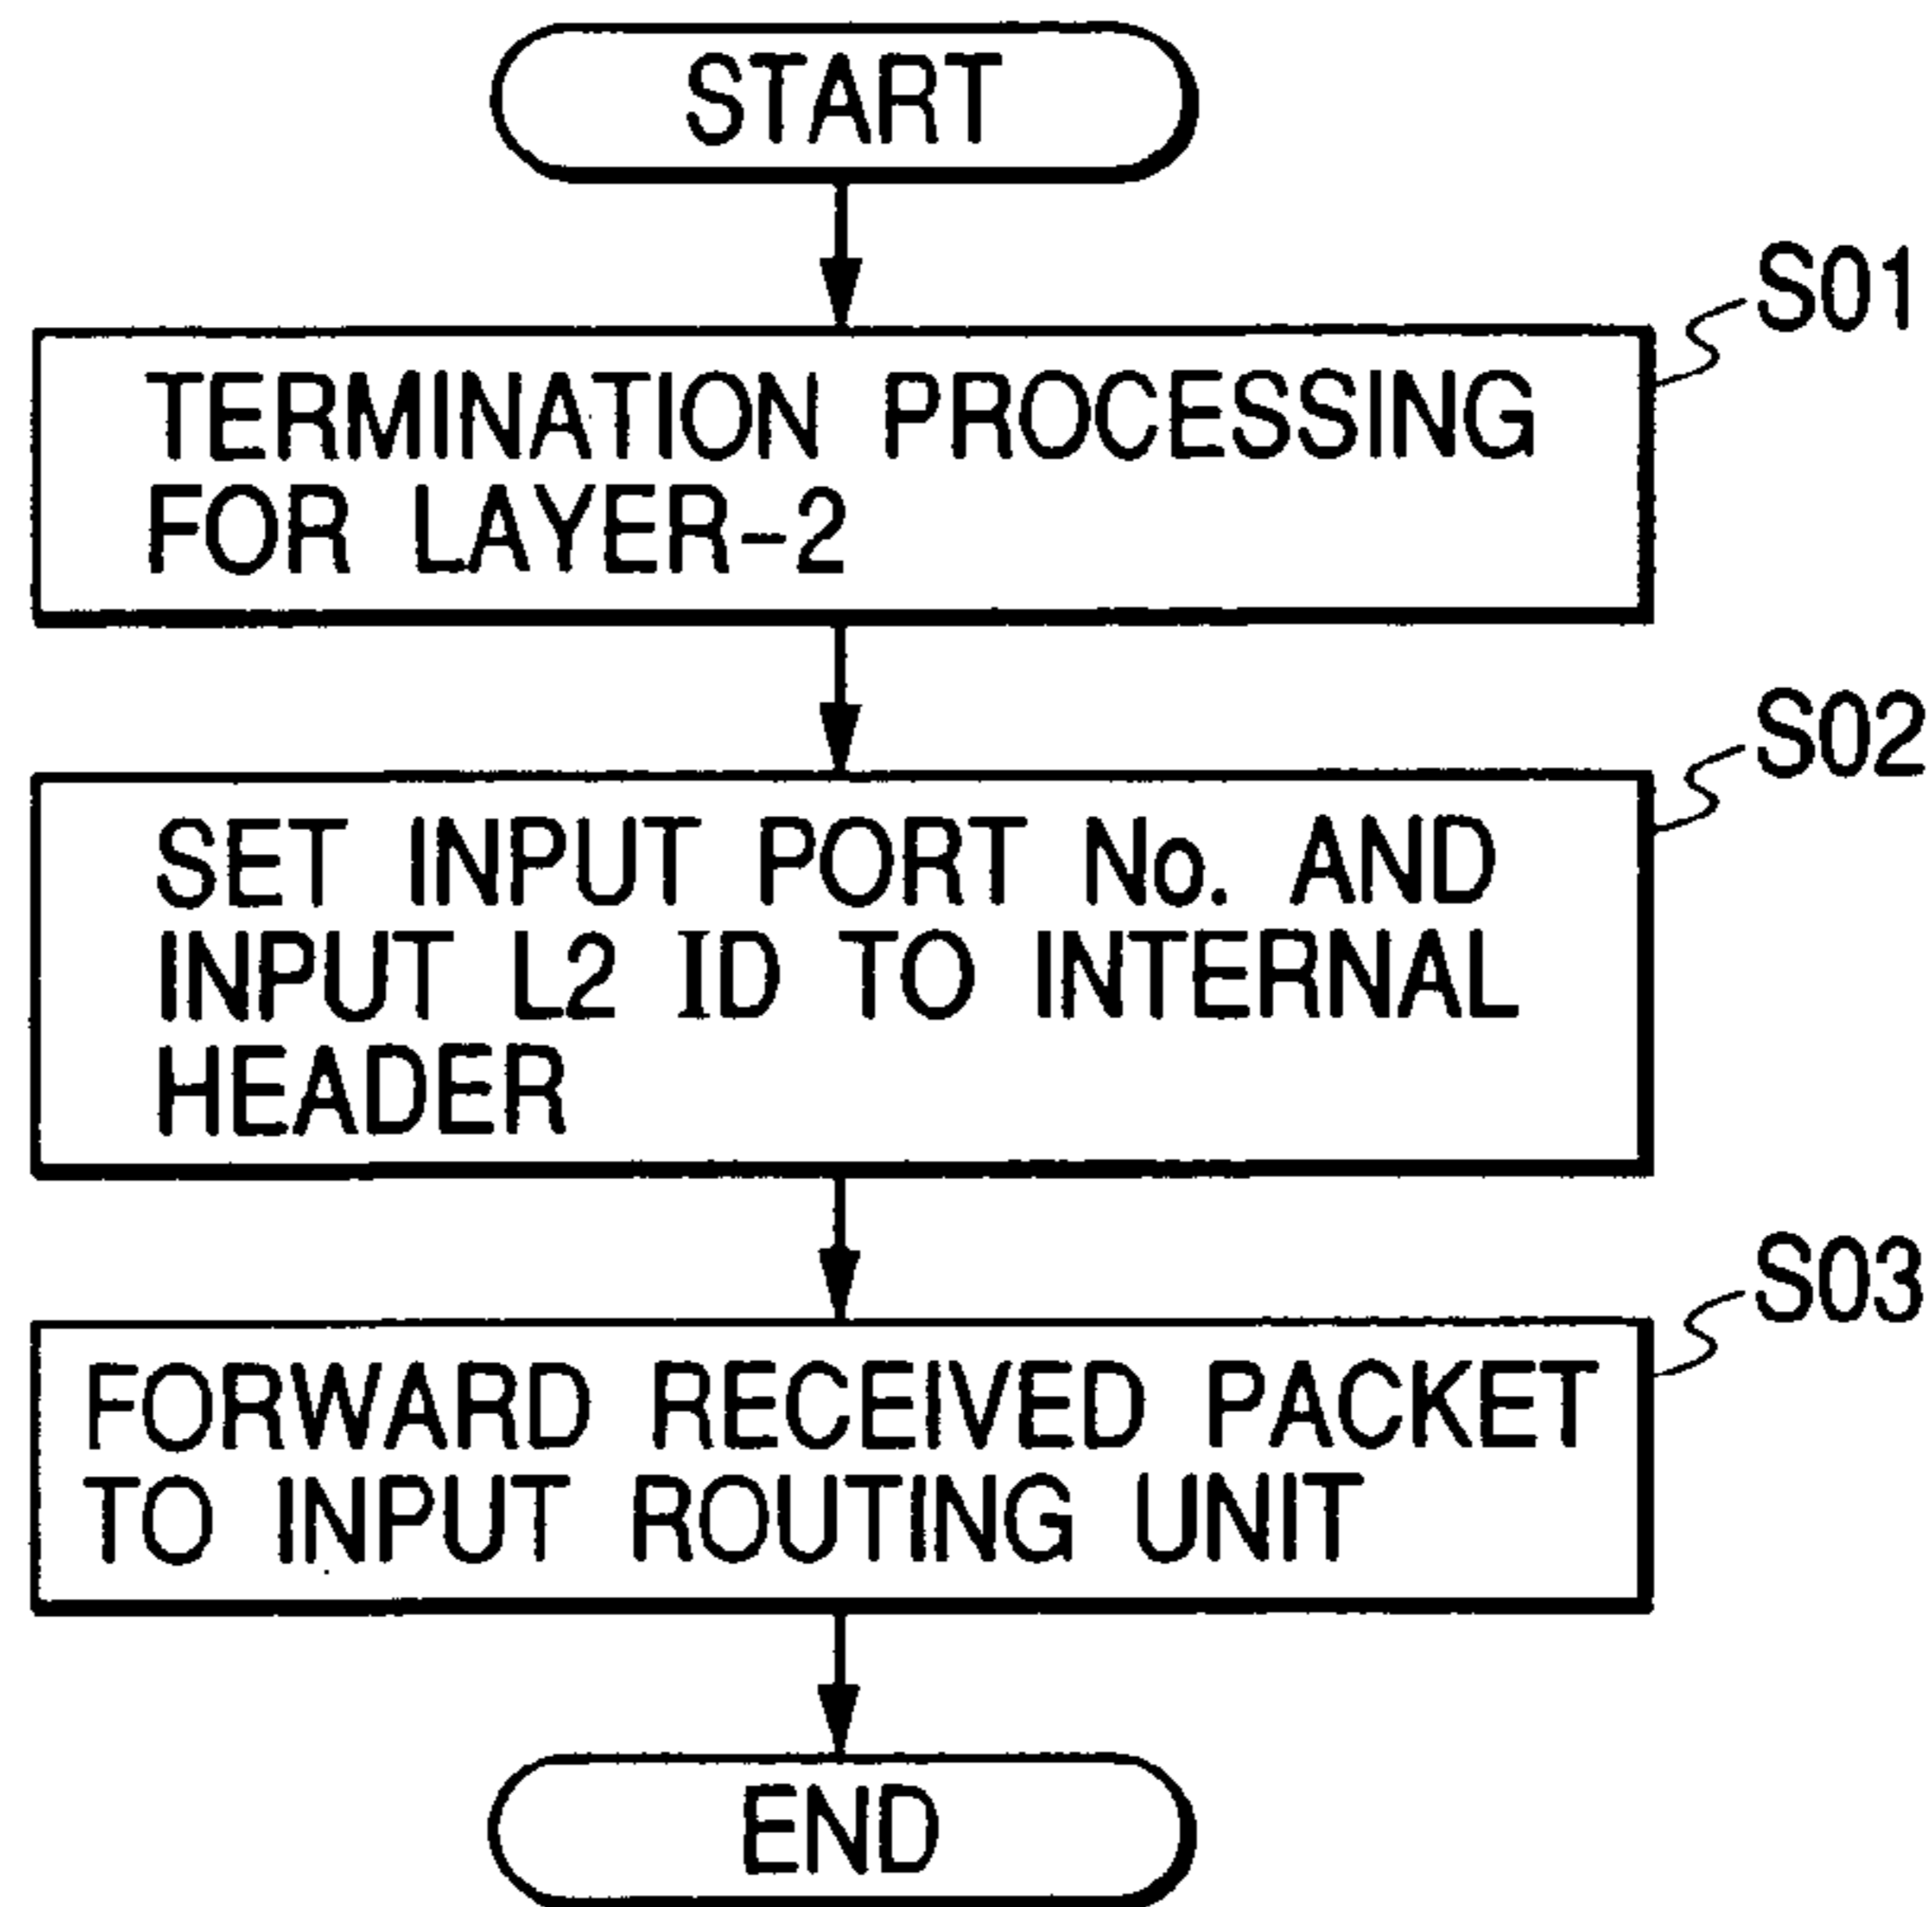 START
S01
TERMINATION PROCESSING
FOR LAYER-2
S02
SET INPUT PORT No. AND
INPUT L2 ID TO INTERNAL
HEADER
S03
FORWARD RECEIVED PACKET
TO INPUT ROUTING UNIT
END